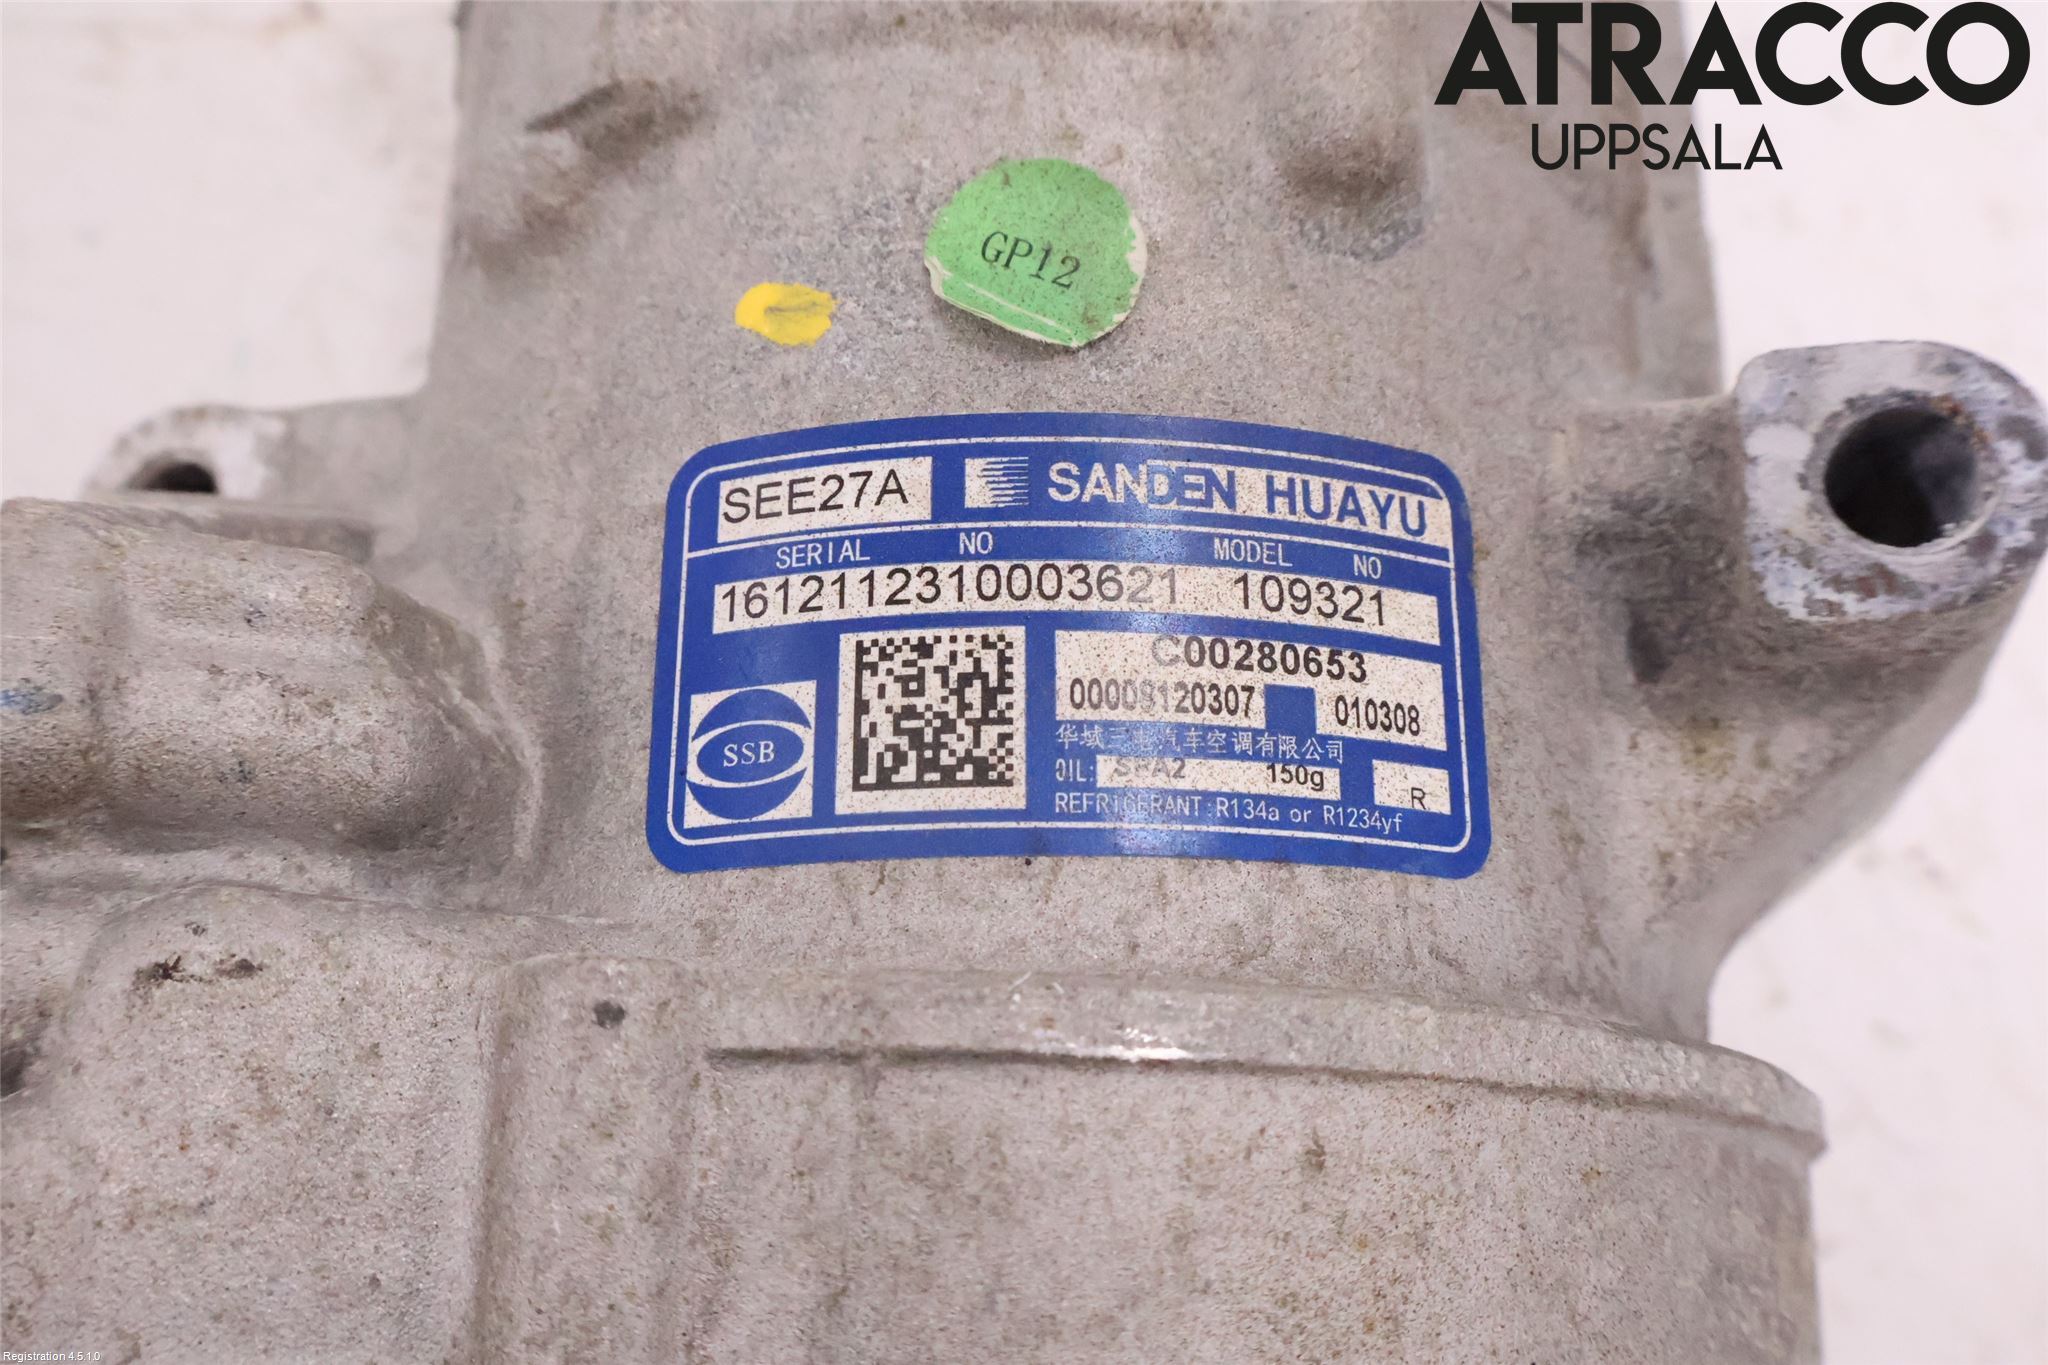 ATRACCO
UPPSALA
GP12
SEE27A SANDEN HUAYU
SERIAL NO MODEL NO
1612112310003621 109321
C00280653
00008120307 010308
华域三电汽车空调有限公司
OIL: SPA2 150g R
REFRIGERANT:R134a or R1234yf
SSB
Registration 4.5.1.0